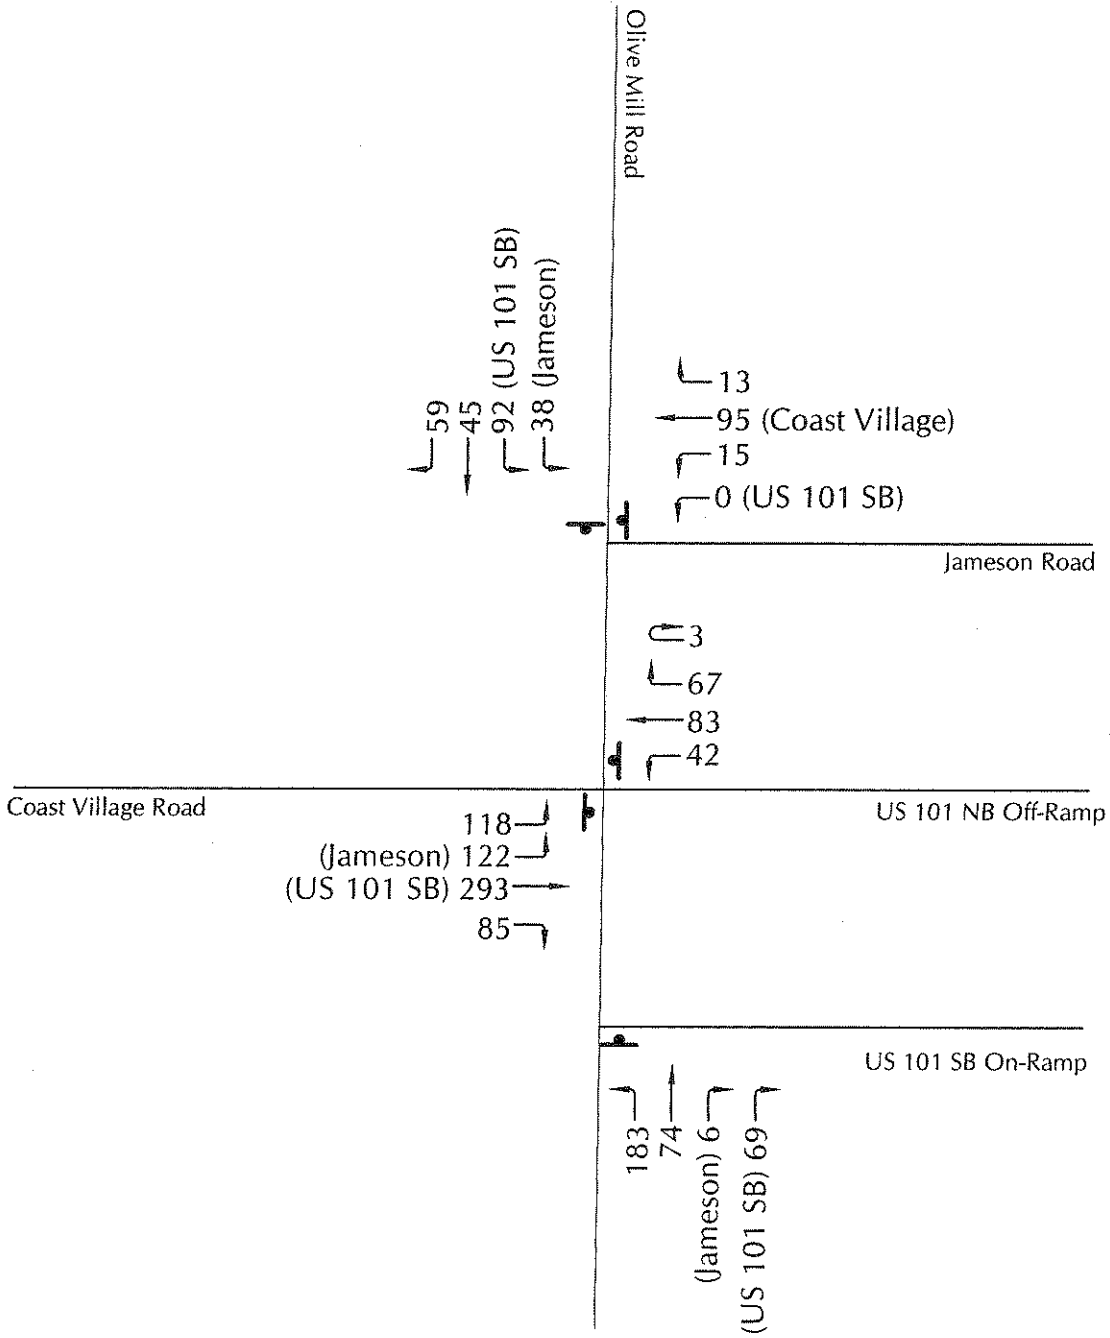 Olive Mill Road
59
45
92 (US 101 SB)
38 (Jameson)
13
95 (Coast Village)
15
0 (US 101 SB)
Jameson Road
3
67
83
42
Coast Village Road
US 101 NB Off-Ramp
118
(Jameson) 122
(US 101 SB) 293
85
US 101 SB On-Ramp
183
74
(Jameson) 6
(US 101 SB) 69